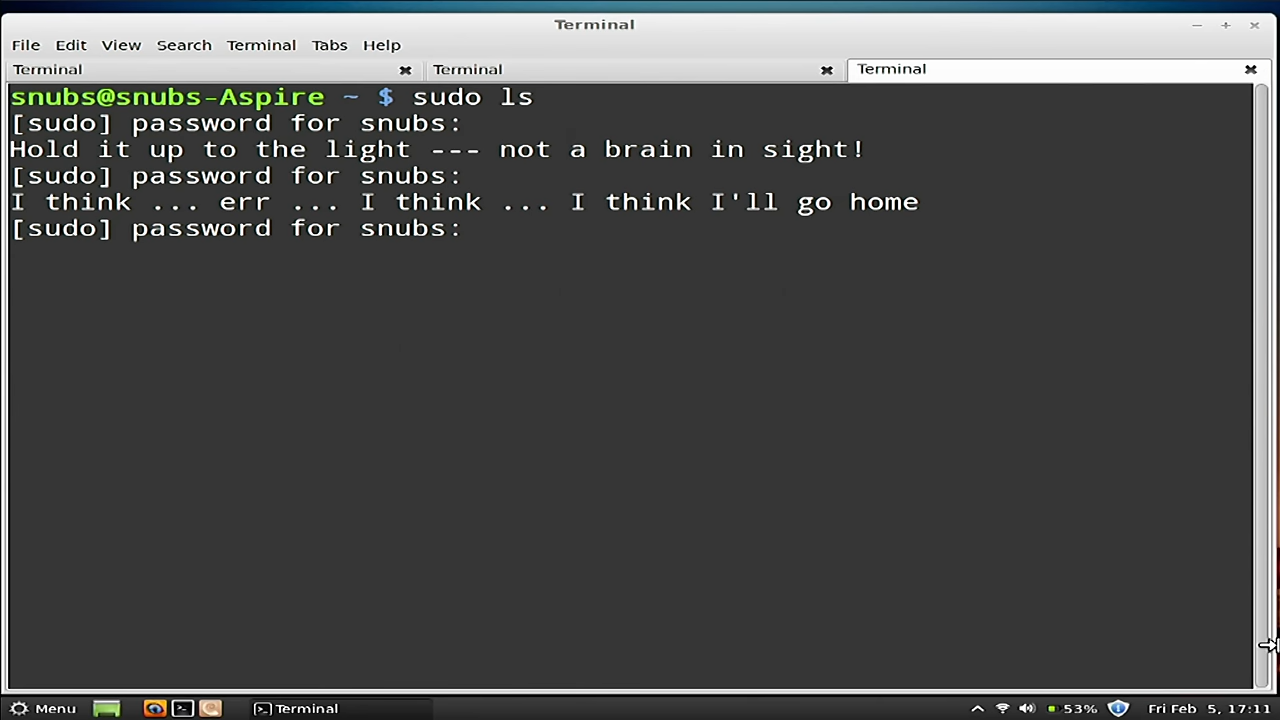 Terminal
File Edit View Search Terminal Tabs Help
Terminal Terminal Terminal
snubs@snubs-Aspire ~ $ sudo ls
[sudo] password for snubs:
Hold it up to the light --- not a brain in sight!
[sudo] password for snubs:
I think ... err ... I think ... I think I'll go home
[sudo] password for snubs:
Menu Terminal 53% Fri Feb 5, 17:11